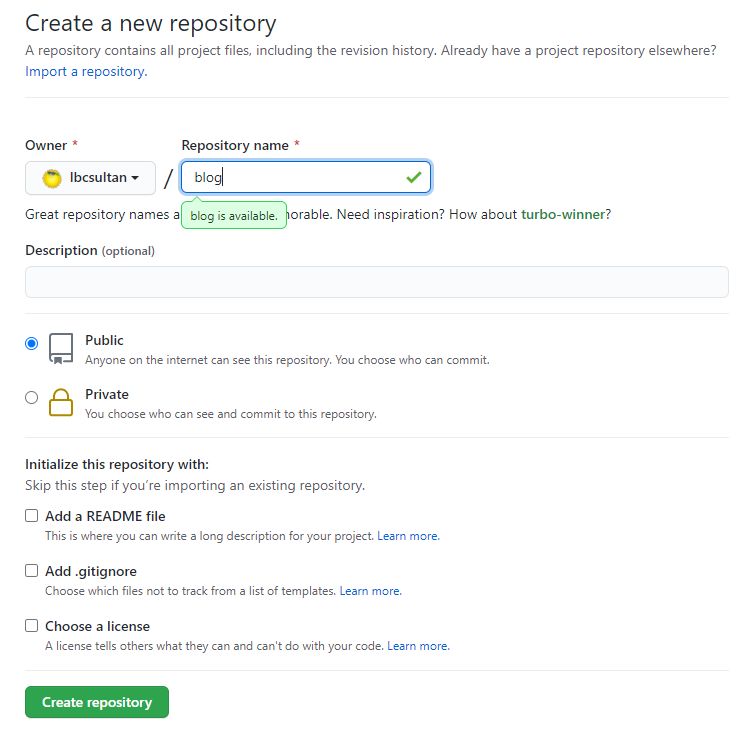 Create a new repository
A repository contains all project files, including the revision history. Already have a project repository elsewhere?
Import a repository.
Owner * Repository name *
lbcsultan / blog
Great repository names a blog is available. norable. Need inspiration? How about turbo-winner?
Description (optional)
Public
Anyone on the internet can see this repository. You choose who can commit.
Private
You choose who can see and commit to this repository.
Initialize this repository with:
Skip this step if you're importing an existing repository.
Add a README file
This is where you can write a long description for your project. Learn more.
Add .gitignore
Choose which files not to track from a list of templates. Learn more.
Choose a license
A license tells others what they can and can't do with your code. Learn more.
Create repository